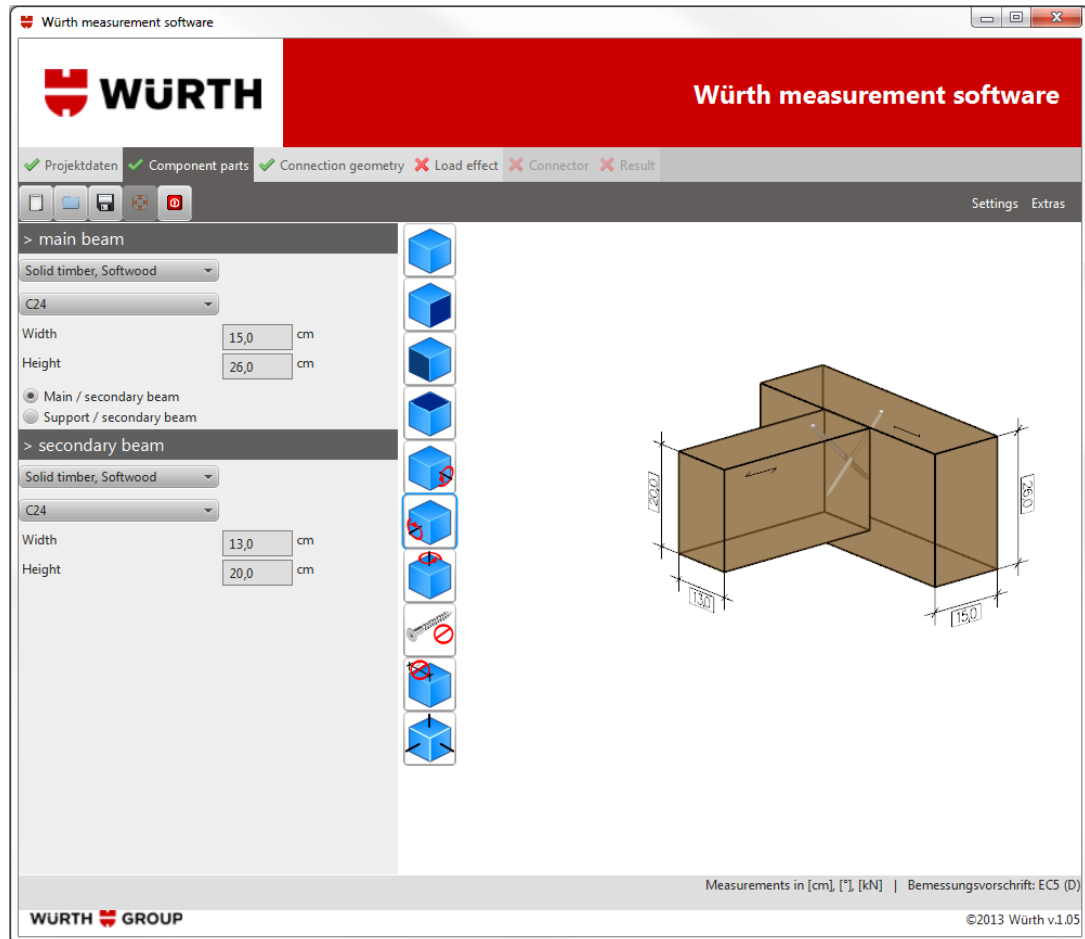 Würth measurement software
WÜRTH
Würth measurement software
Projektdaten Component parts Connection geometry Load effect Connector Result
Settings Extras
> main beam
Solid timber, Softwood
C24
Width 15,0 cm
Height 26,0 cm
Main / secondary beam
Support / secondary beam
> secondary beam
Solid timber, Softwood
C24
Width 13,0 cm
Height 20,0 cm
20,0
26,0
13,0
15,0
Measurements in [cm], [°], [kN] | Bemessungsvorschrift: EC5 (D)
WÜRTH GROUP
©2013 Würth v.1.05